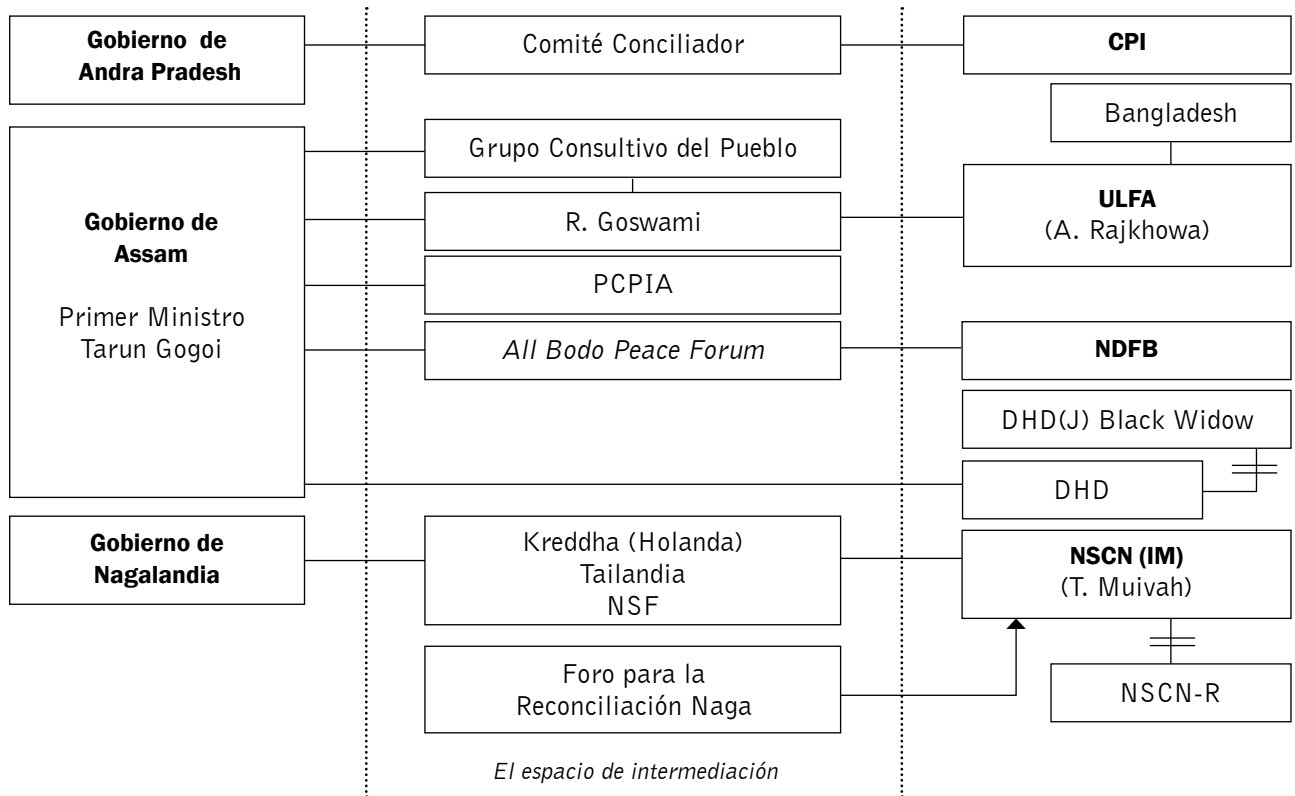 Gobierno de
Andra Pradesh
Comité Conciliador
CPI
Bangladesh
Gobierno de
Assam
Primer Ministro
Tarun Gogoi
Grupo Consultivo del Pueblo
R. Goswami
ULFA
(A. Rajkhowa)
PCPIA
All Bodo Peace Forum
NDFB
DHD(J) Black Widow
DHD
Gobierno de
Nagalandia
Kreddha (Holanda)
Tailandia
NSF
NSCN (IM)
(T. Muivah)
Foro para la
Reconciliación Naga
NSCN-R
El espacio de intermediación